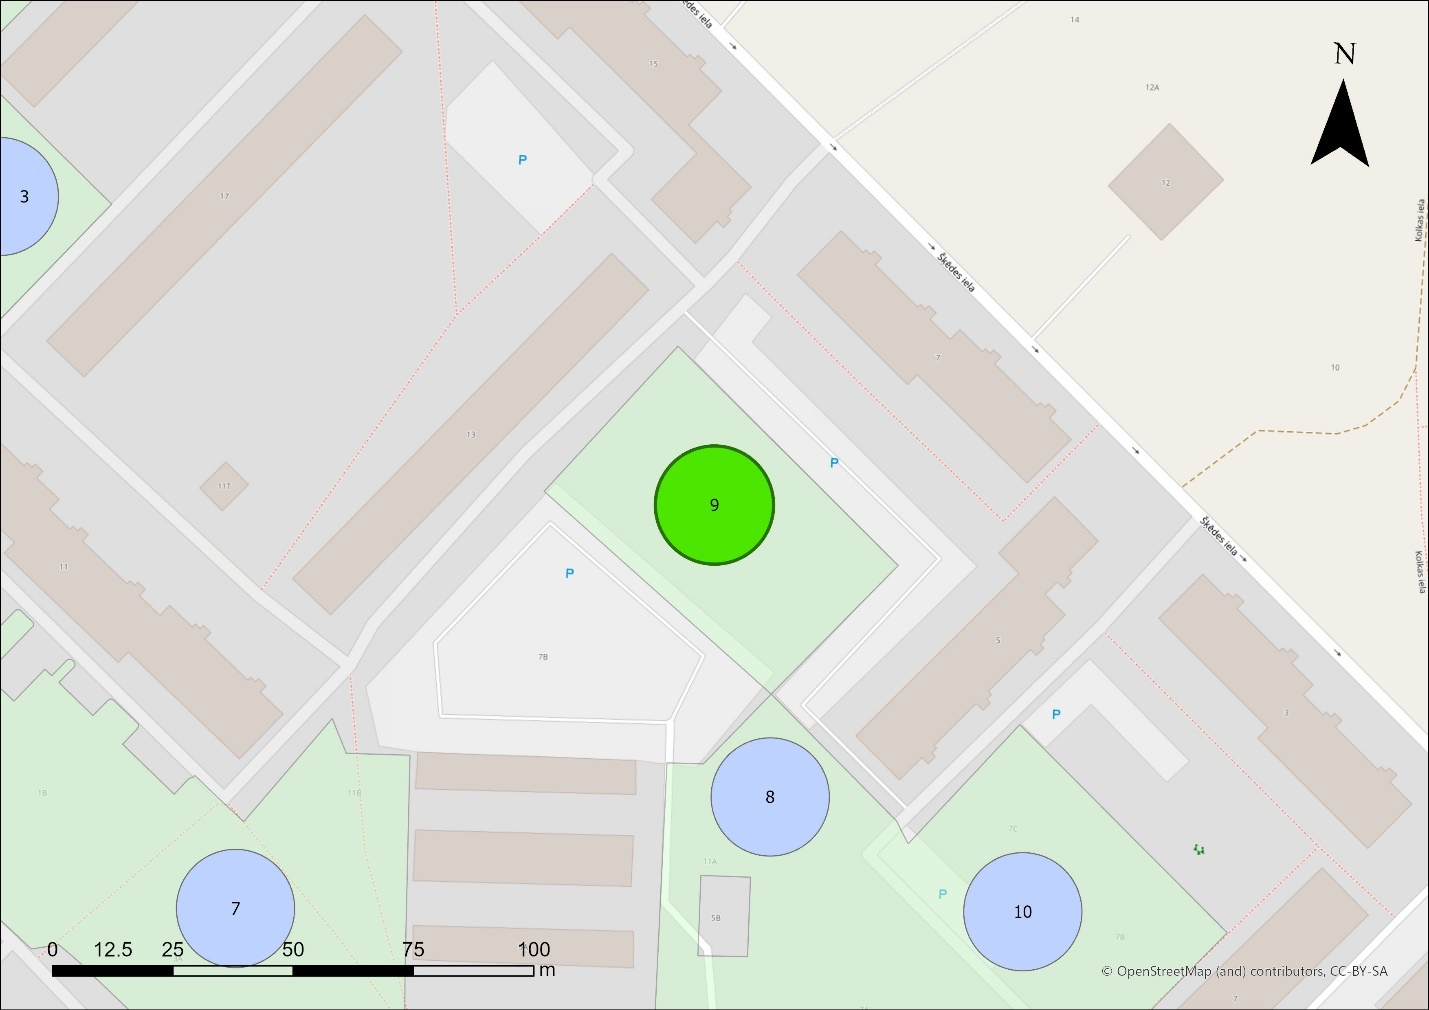 ēdes iela
14
N
15
12A
P
12
3
17
Kolkas iela
Šķēdes iela
7
10
13
P
11T
9
Šķēdes iela
11
P
Kolkas iela
5
7B
P
3
1B
11B
8
7C
11A
P
7
5B
10
7B
0 12.5 25 50 75 100
m
© OpenStreetMap (and) contributors, CC-BY-SA
7